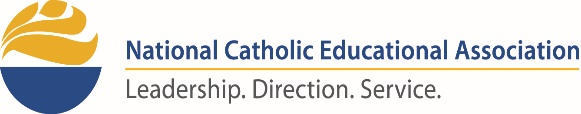 National Catholic Educational Association
Leadership. Direction. Service.